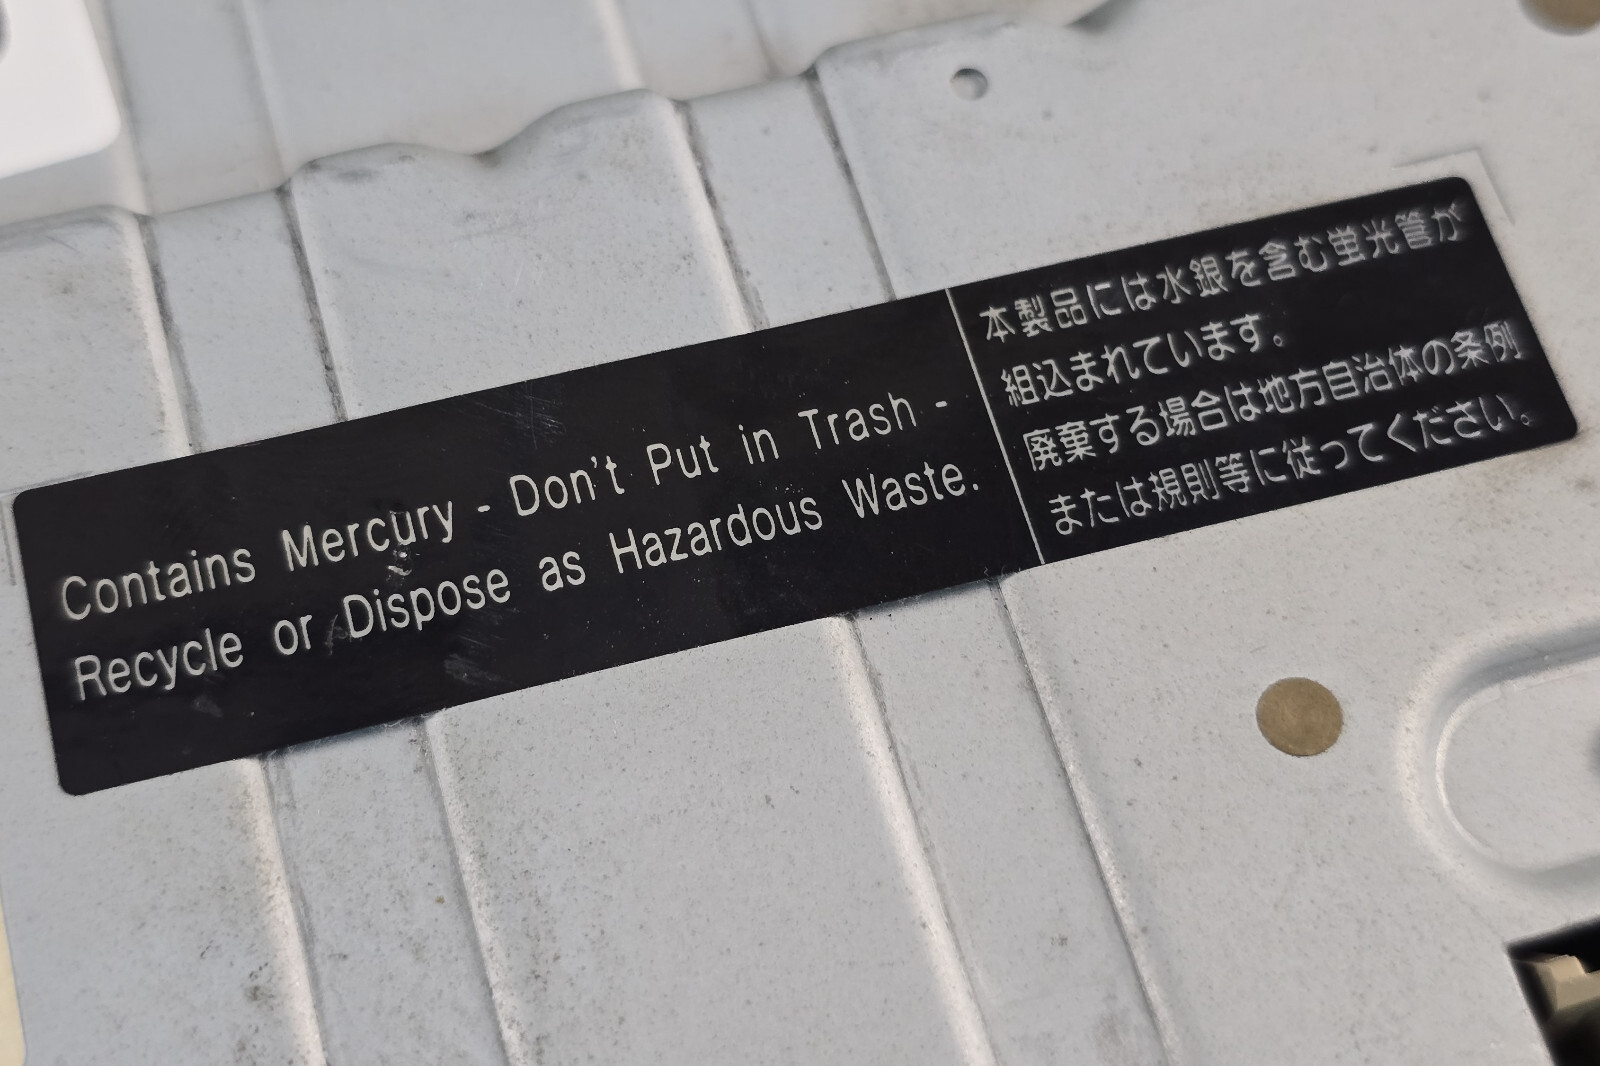 Contains Mercury - Don't Put in Trash -
Recycle or Dispose as Hazardous Waste.
本製品には水銀を含む蛍光管が
組込まれています。
廃棄する場合は地方自治体の条例
または規則等に従ってください。